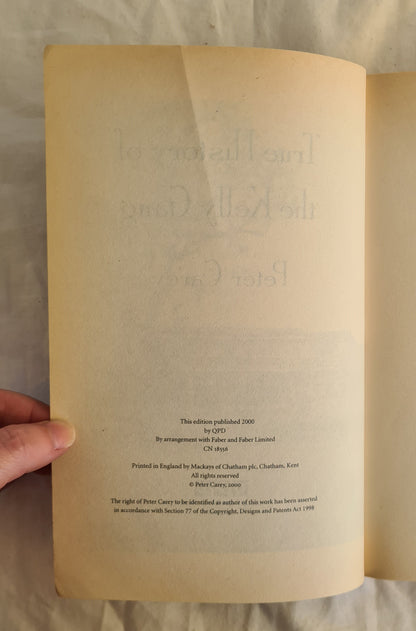 True History of
the Kelly Gang
Peter Carey
This edition published 2000
by QPD
By arrangement with Faber and Faber Limited
CN 18556
Printed in England by Mackays of Chatham plc, Chatham, Kent
All rights reserved
© Peter Carey, 2000
The right of Peter Carey to be identified as author of this work has been asserted
in accordance with Section 77 of the Copyright, Designs and Patents Act 1998